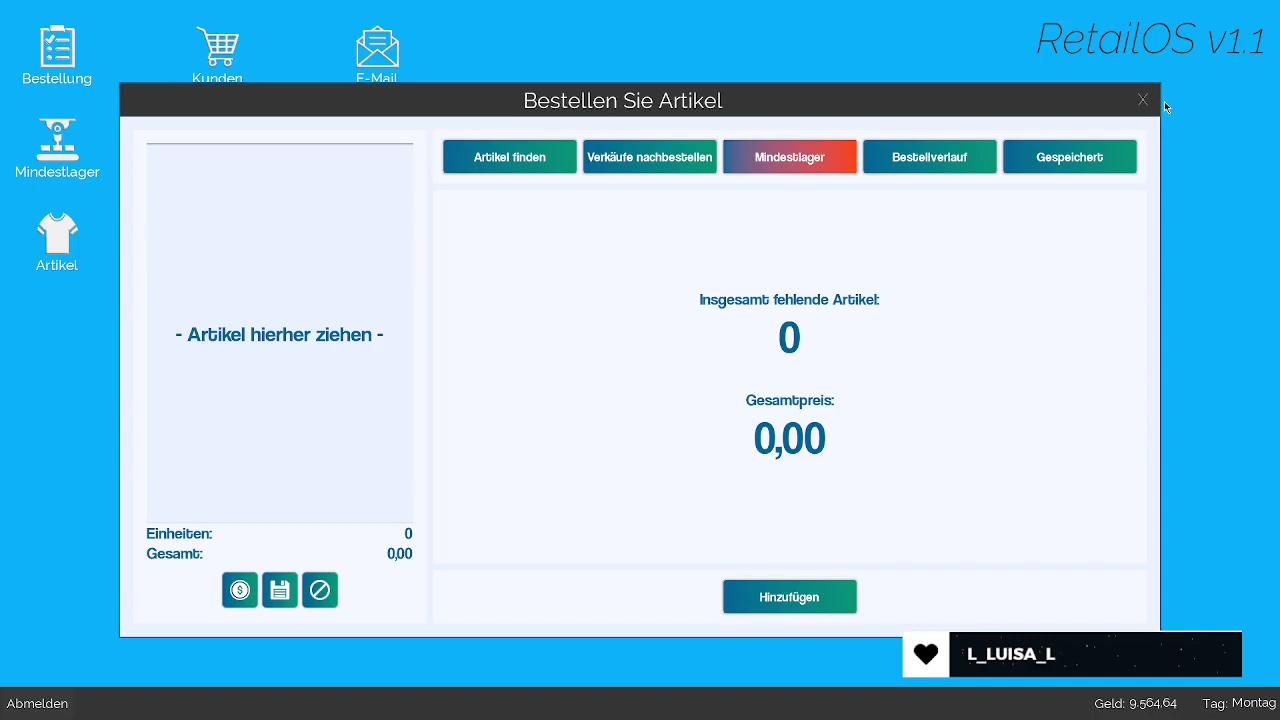 Bestellung
Kunden
E-Mail
RetailOS v1.1
Mindestlager
Artikel
Bestellen Sie Artikel
X
Artikel finden
Verkäufe nachbestellen
Mindestlager
Bestellverlauf
Gespeichert
- Artikel hierher ziehen -
Insgesamt fehlende Artikel:
0
Gesamtpreis:
0,00
Einheiten: 0
Gesamt: 0,00
Hinzufügen
L_LUISA_L
Abmelden
Geld: 9.564,64
Tag: Montag